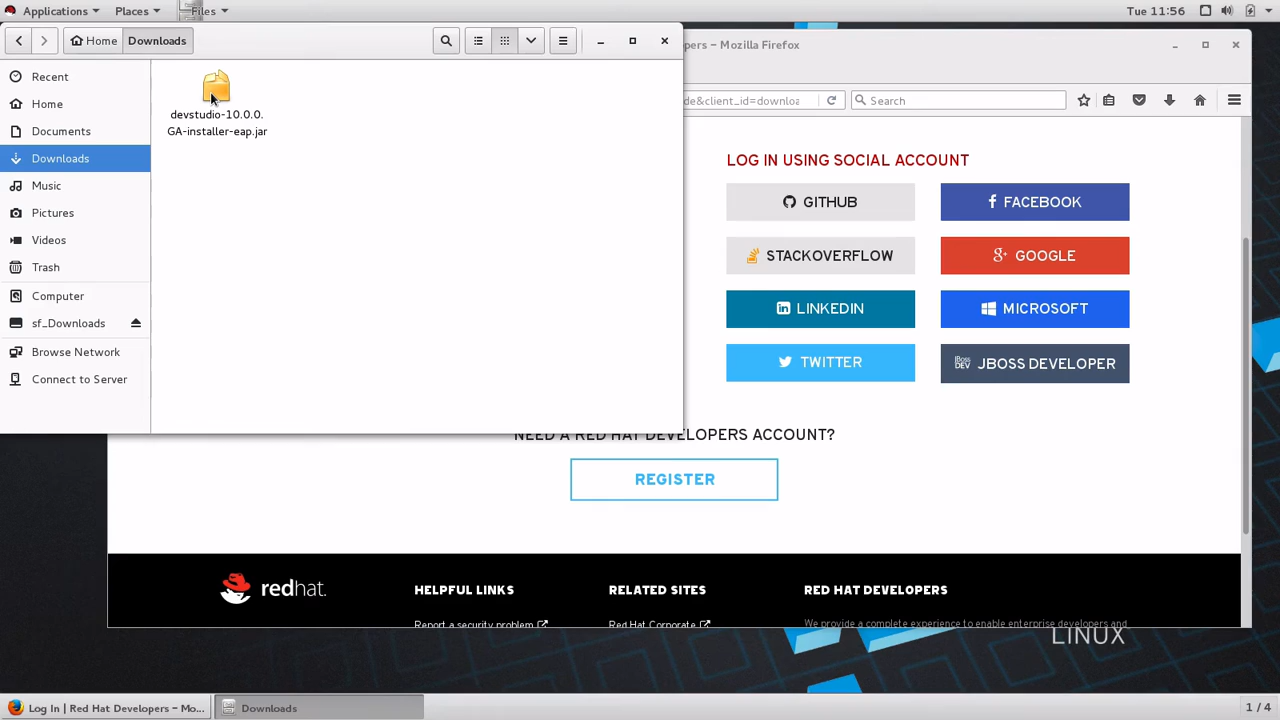 Applications
Places
Files
Tue 11:56
Home
Downloads
Recent
Home
Documents
Downloads
Music
Pictures
Videos
Trash
Computer
sf_Downloads
Browse Network
Connect to Server
devstudio-10.0.0.
GA-installer-eap.jar
pers – Mozilla Firefox
de&client_id=downloa
Search
LOG IN USING SOCIAL ACCOUNT
GITHUB
FACEBOOK
STACKOVERFLOW
GOOGLE
LINKEDIN
MICROSOFT
TWITTER
JBOSS DEVELOPER
NEED A RED HAT DEVELOPERS ACCOUNT?
REGISTER
redhat.
HELPFUL LINKS
RELATED SITES
RED HAT DEVELOPERS
Report a security problem
Red Hat Corporate
We provide a complete experience to enable enterprise developers and
LINUX
Log In | Red Hat Developers – Mo...
Downloads
1 / 4